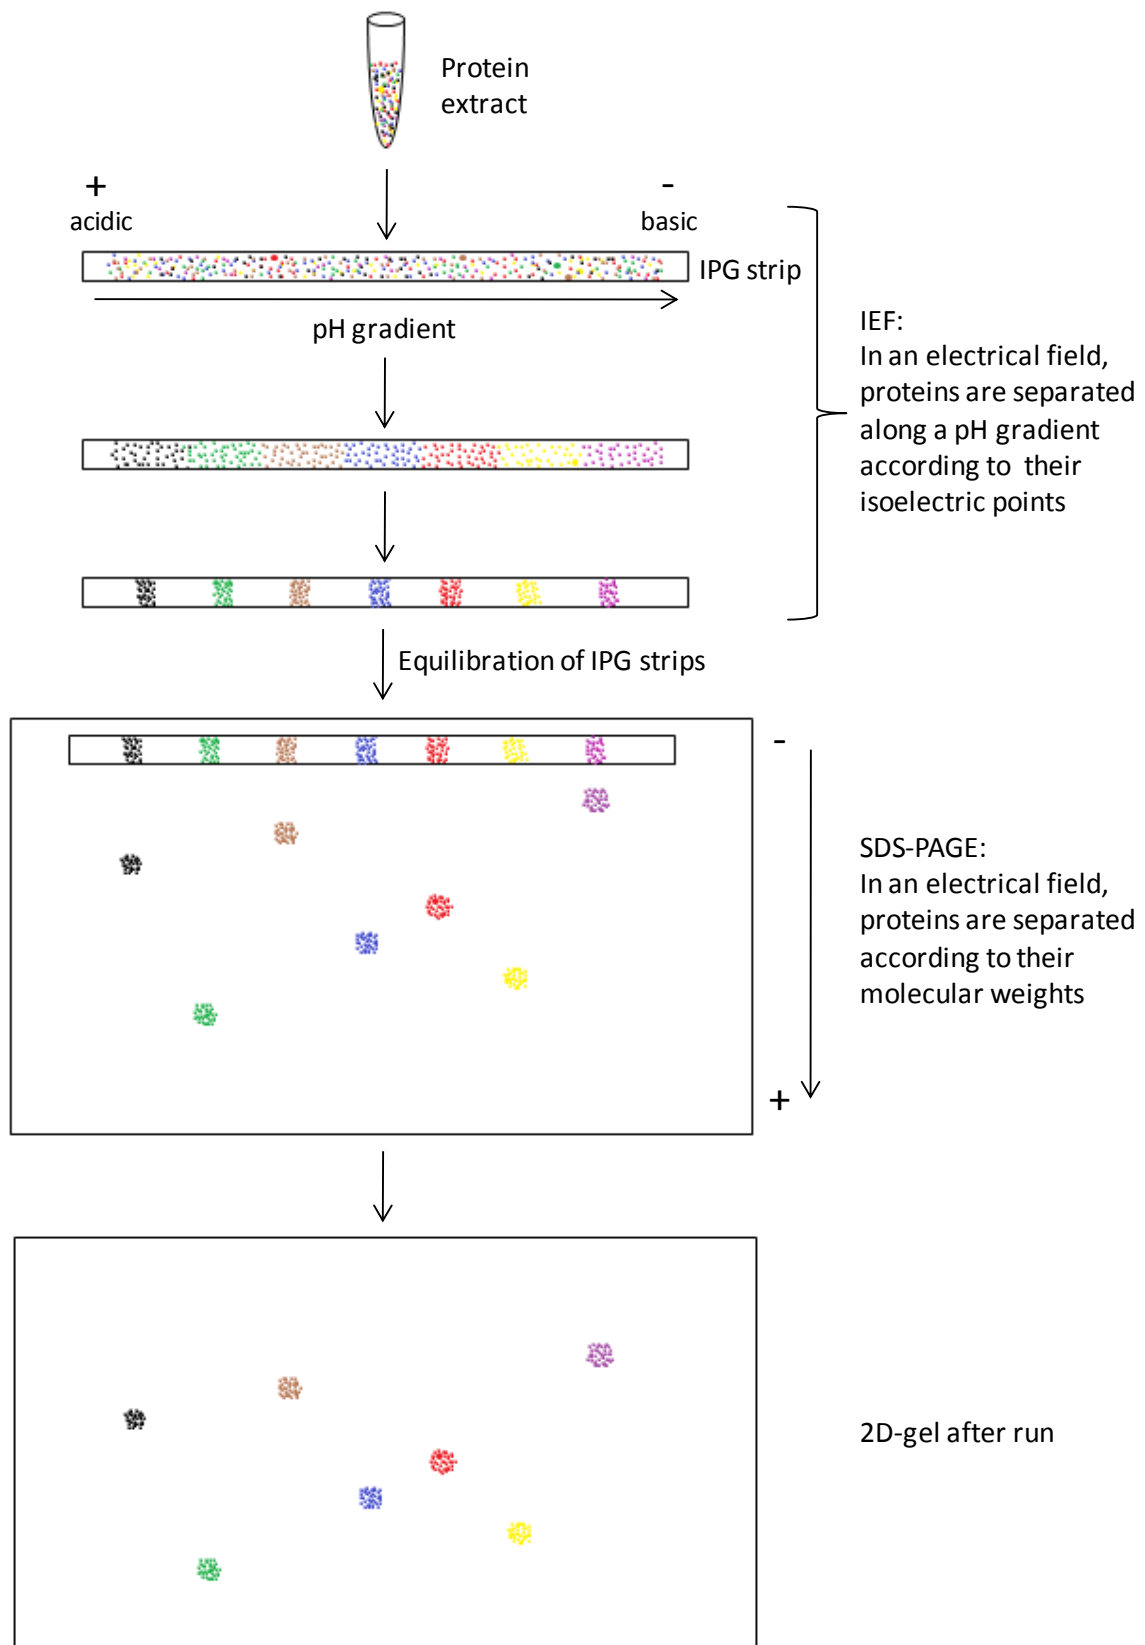 Protein
extract
+
-
acidic
basic
IPG strip
pH gradient
IEF:
In an electrical field,
proteins are separated
along a pH gradient
according to their
isoelectric points
Equilibration of IPG strips
-
SDS-PAGE:
In an electrical field,
proteins are separated
according to their
molecular weights
+
2D-gel after run